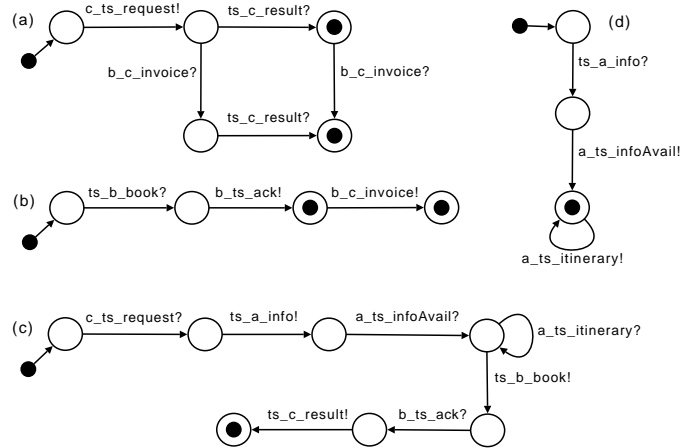 (a)
c_ts_request!
ts_c_result?
b_c_invoice?
b_c_invoice?
ts_c_result?
(d)
ts_a_info?
a_ts_infoAvail!
a_ts_itinerary!
(b)
ts_b_book?
b_ts_ack!
b_c_invoice!
(c)
c_ts_request?
ts_a_info!
a_ts_infoAvail?
a_ts_itinerary?
ts_b_book!
b_ts_ack?
ts_c_result!